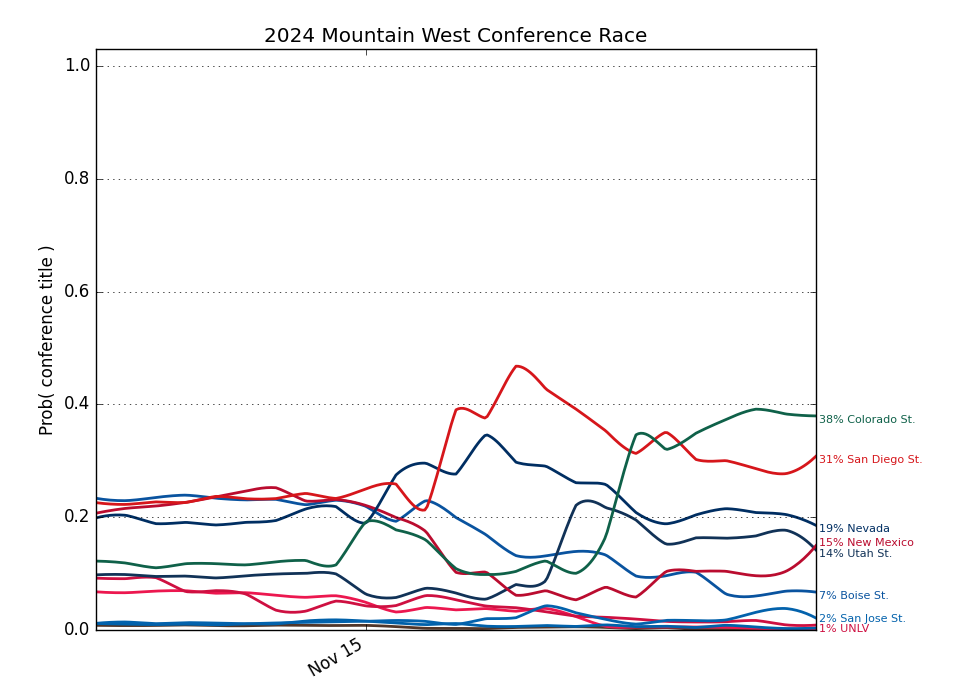 2024 Mountain West Conference Race
Prob( conference title )
1.0
0.8
0.6
0.4
0.2
0.0
Nov 15
38% Colorado St.
31% San Diego St.
19% Nevada
15% New Mexico
14% Utah St.
7% Boise St.
2% San Jose St.
1% UNLV